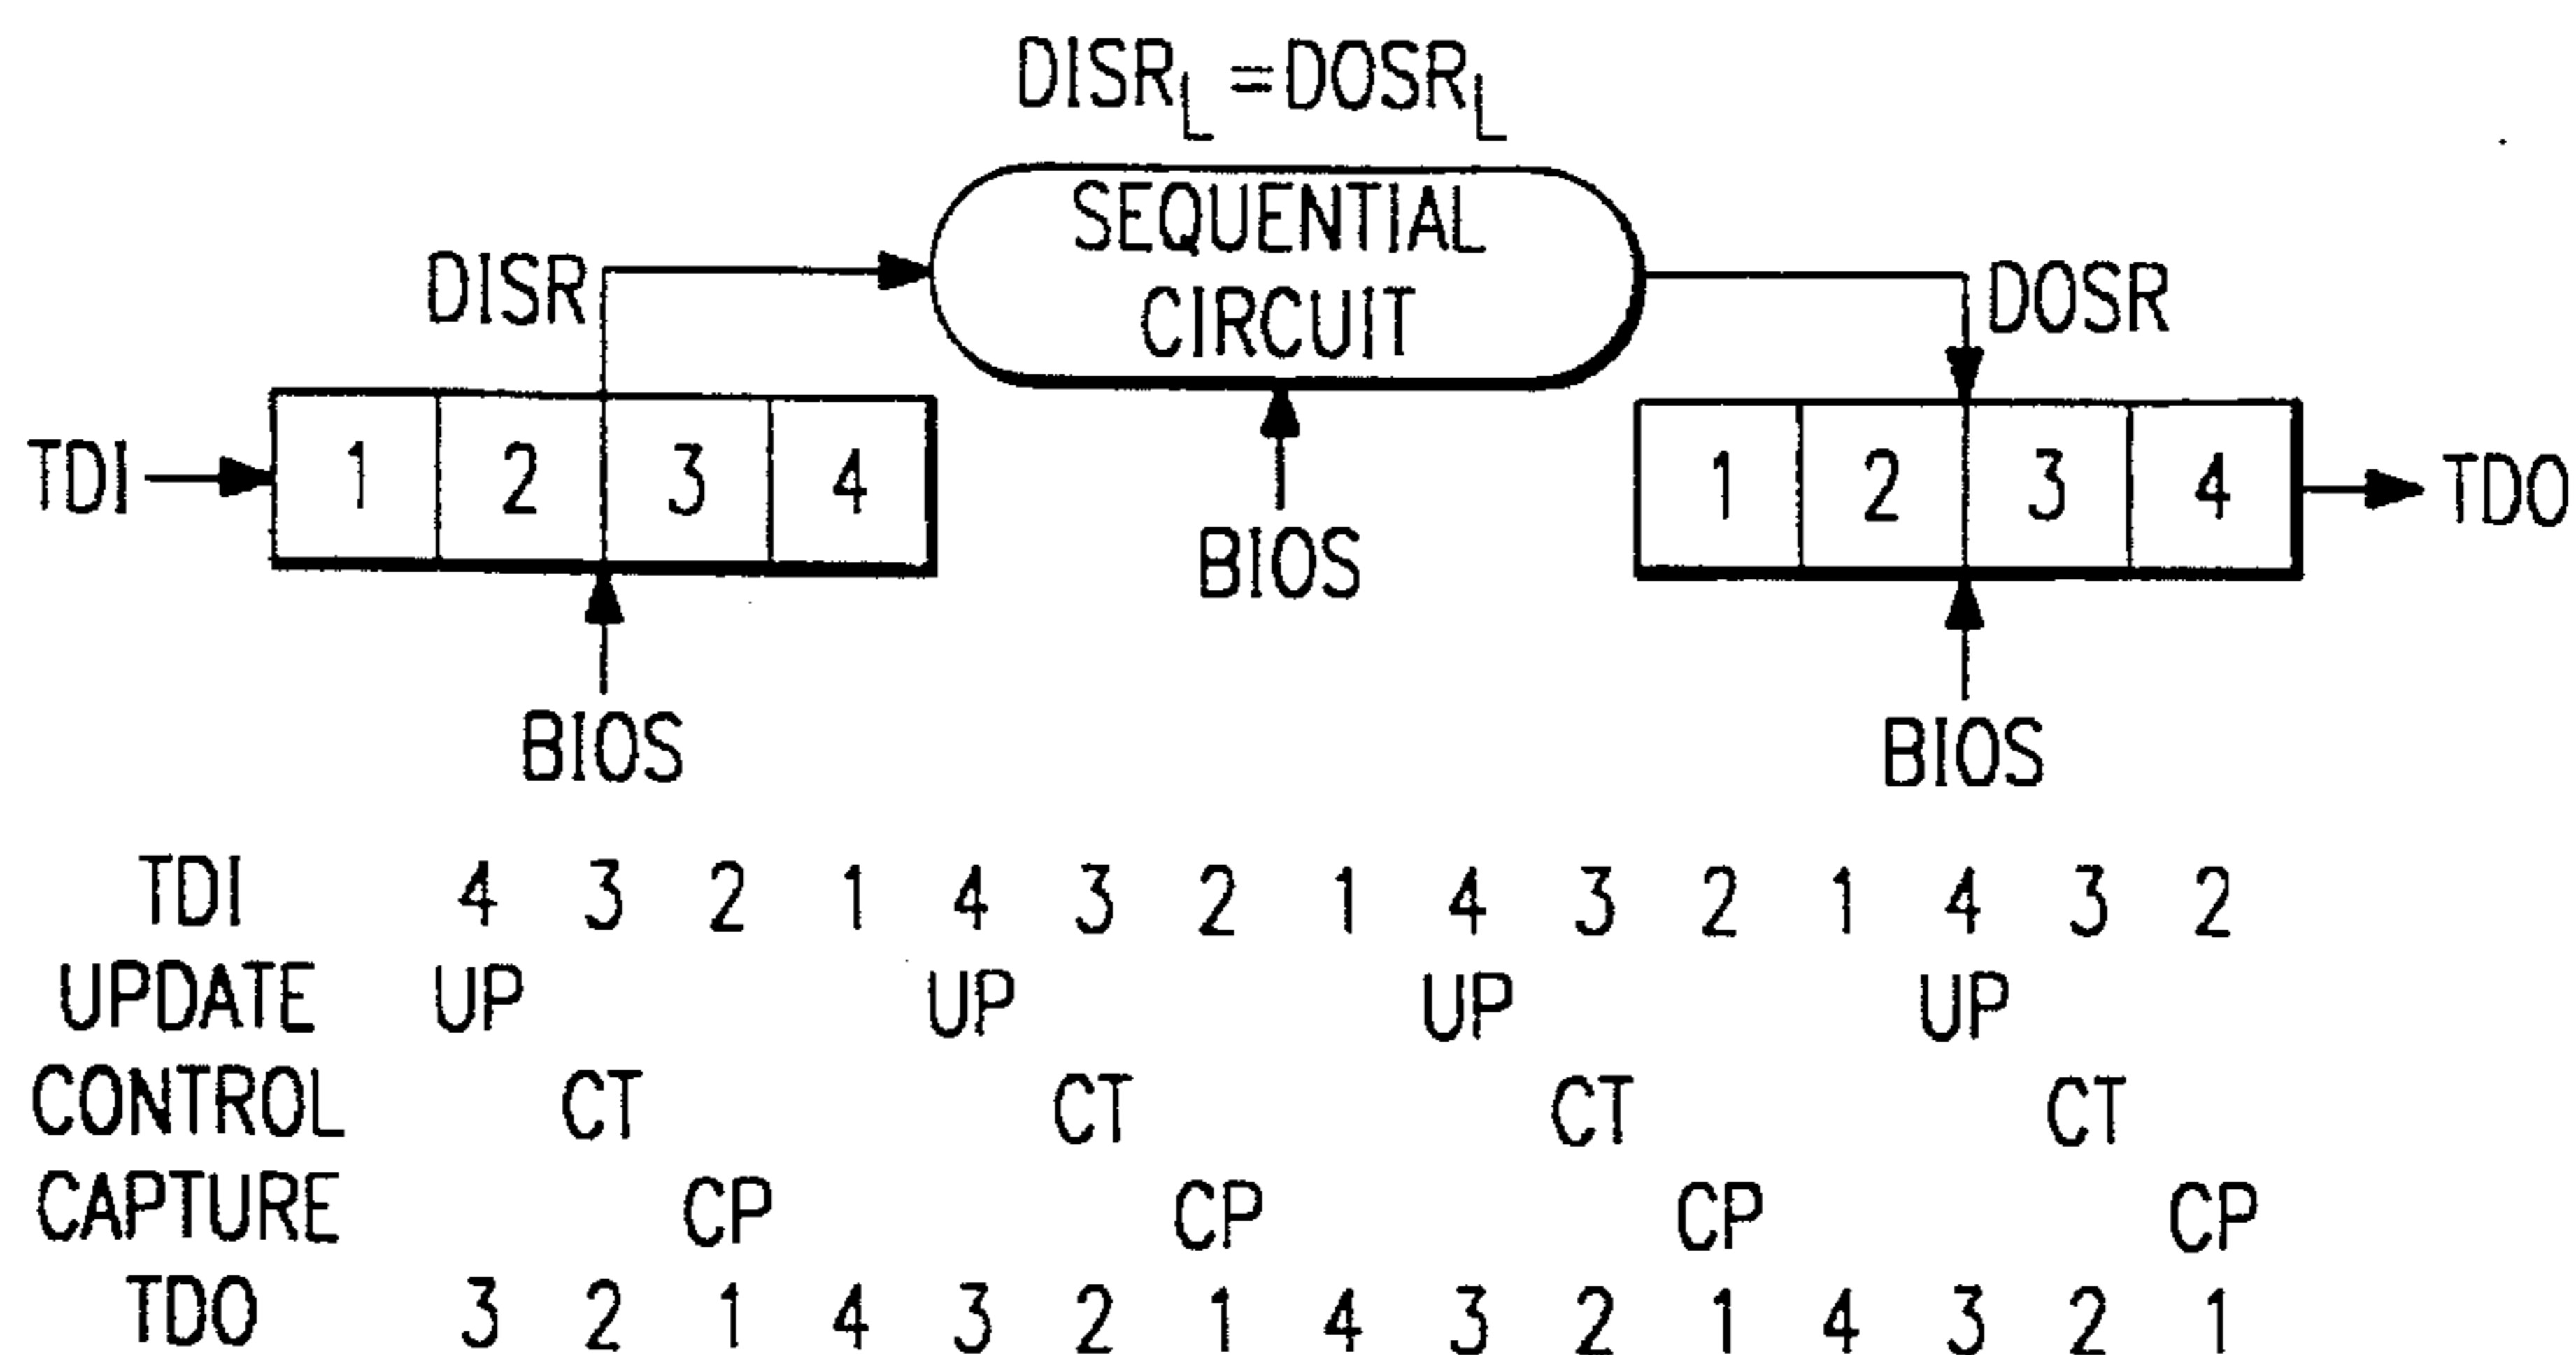 DISRL = DOSRL
SEQUENTIAL
CIRCUIT
DISR
DOSR
TDI
1 2 3 4
1 2 3 4
TDO
BIOS
BIOS
BIOS
TDI 4 3 2 1 4 3 2 1 4 3 2 1 4 3 2
UPDATE UP UP UP UP
CONTROL CT CT CT CT
CAPTURE CP CP CP CP
TDO 3 2 1 4 3 2 1 4 3 2 1 4 3 2 1